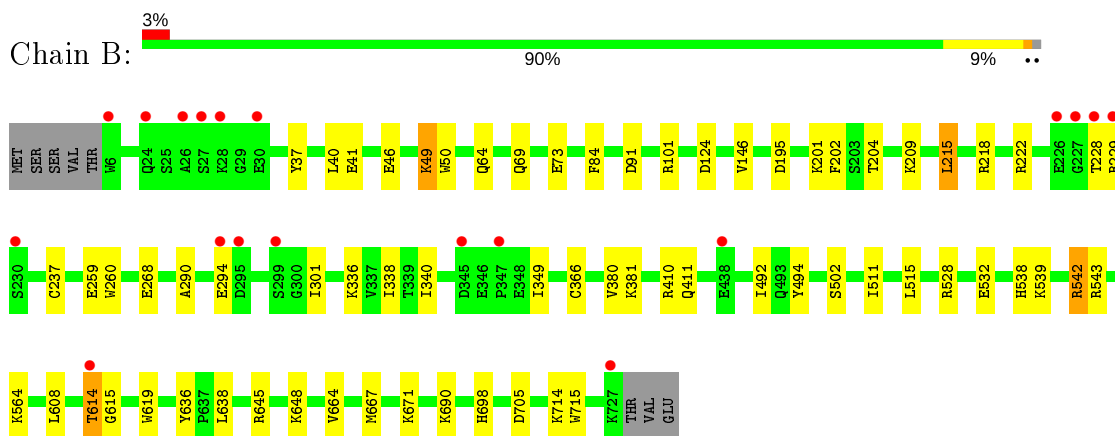 3%
Chain B:
90% 9% ••
MET SER SER VAL THR W6 Q24 S25 A26 S27 K28 G29 E30 Y37 L40 E41 E46 K49 W50 Q64 Q69 E73 F84 D91 R101 D124 V146 D195 K201 F202 S203 T204 K209 L215 R218 R222 E226 G227 T228 R229
S230 C237 E259 W260 E268 A290 E294 D295 S299 G300 I301 K336 V337 I338 T339 I340 D345 E346 P347 E348 I349 C366 V380 K381 R410 Q411 E438 I492 Q493 Y494 S502 I511 L515 R528 E532 H538 K539 R542 R543
K564 L608 T614 G615 W619 Y636 P637 L638 R645 K648 V664 M667 K671 K690 H698 D705 K714 W715 K727 THR VAL GLU